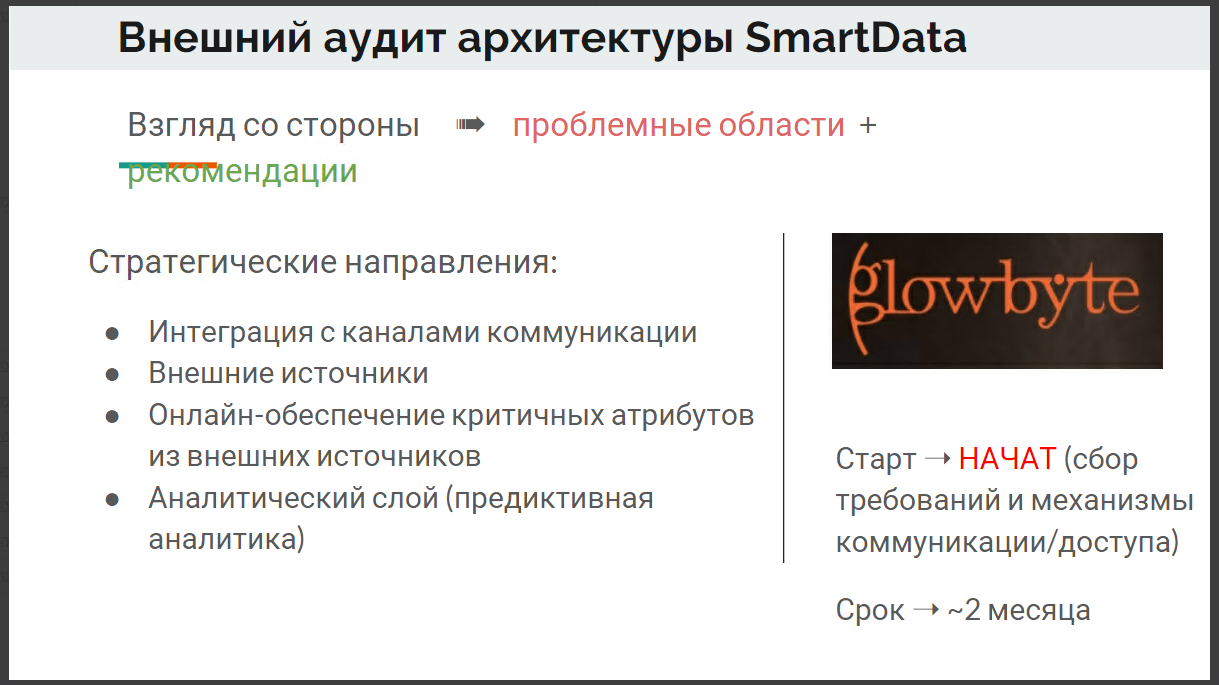 Внешний аудит архитектуры SmartData
Взгляд со стороны ➠ проблемные области +
рекомендации
Стратегические направления:
● Интеграция с каналами коммуникации
● Внешние источники
● Онлайн-обеспечение критичных атрибутов
из внешних источников
● Аналитический слой (предиктивная
аналитика)
glowbyte
Старт → НАЧАТ (сбор
требований и механизмы
коммуникации/доступа)
Срок → ~2 месяца